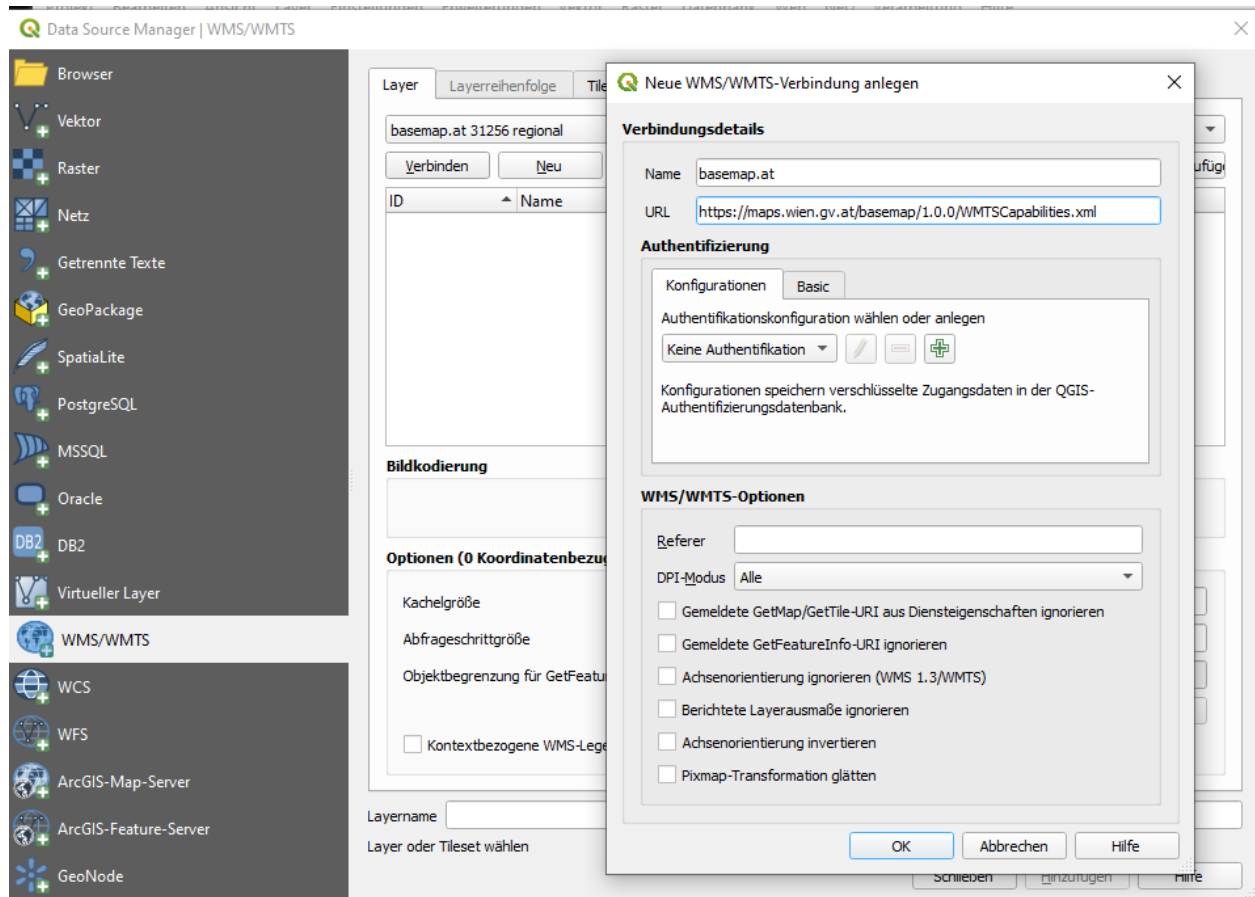 Data Source Manager | WMS/WMTS
Browser
Vektor
Raster
Netz
Getrennte Texte
GeoPackage
SpatiaLite
PostgreSQL
MSSQL
Oracle
DB2
DB2
Virtueller Layer
WMS/WMTS
WCS
WFS
ArcGIS-Map-Server
ArcGIS-Feature-Server
GeoNode
Layer
Layerreihenfolge
basemap.at 31256 regional
Verbinden
Neu
ID
Name
Bildkodierung
Optionen (0 Koordinatenbezug
Kachelgröße
Abfrageschrittgröße
Objektbegrenzung für GetFeatu
Kontextbezogene WMS-Lege
Layername
Layer oder Tileset wählen
Schließen
Hinzufügen
Hilfe
Neue WMS/WMTS-Verbindung anlegen
Verbindungsdetails
Name
basemap.at
URL
https://maps.wien.gv.at/basemap/1.0.0/WMTSCapabilities.xml
Authentifizierung
Konfigurationen
Basic
Authentifikationskonfiguration wählen oder anlegen
Keine Authentifikation
Konfigurationen speichern verschlüsselte Zugangsdaten in der QGIS-
Authentifizierungsdatenbank.
WMS/WMTS-Optionen
Referer
DPI-Modus
Alle
Gemeldete GetMap/GetTile-URI aus Diensteigenschaften ignorieren
Gemeldete GetFeatureInfo-URI ignorieren
Achsenorientierung ignorieren (WMS 1.3/WMTS)
Berichtete Layerausmaße ignorieren
Achsenorientierung invertieren
Pixmap-Transformation glätten
OK
Abbrechen
Hilfe